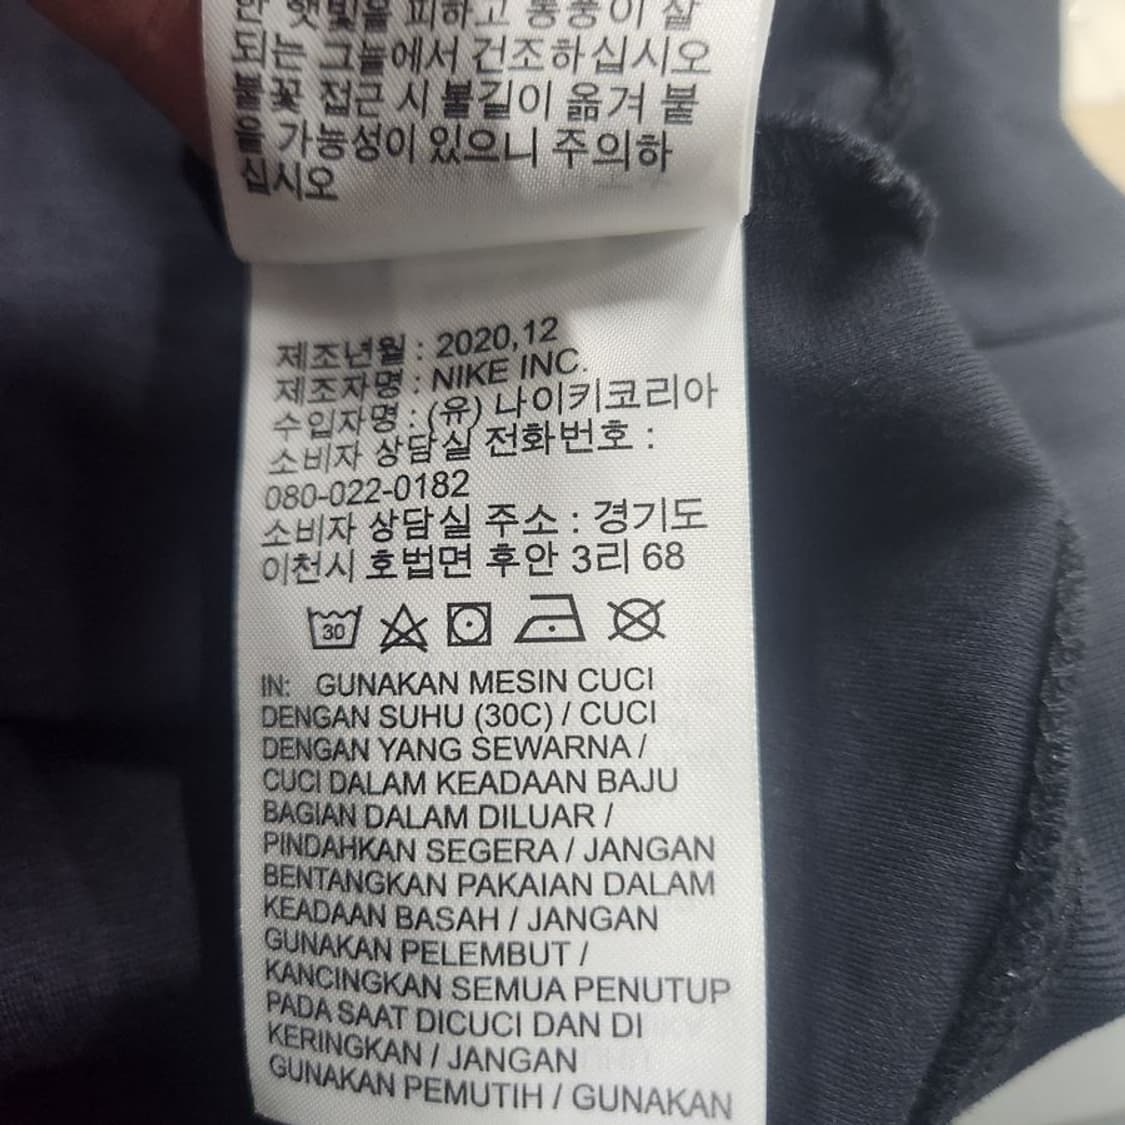 햇빛을 피하고 통풍이 잘
되는 그늘에서 건조하십시오
불꽃 접근 시 불길이 옮겨 붙
을 가능성이 있으니 주의하
십시오
제조년월 : 2020,12
제조자명 : NIKE INC.
수입자명 : (유) 나이키코리아
소비자 상담실 전화번호 :
080-022-0182
소비자 상담실 주소 : 경기도
이천시 호법면 후안 3리 68
30
IN: GUNAKAN MESIN CUCI
DENGAN SUHU (30C) / CUCI
DENGAN YANG SEWARNA /
CUCI DALAM KEADAAN BAJU
BAGIAN DALAM DILUAR /
PINDAHKAN SEGERA / JANGAN
BENTANGKAN PAKAIAN DALAM
KEADAAN BASAH / JANGAN
GUNAKAN PELEMBUT /
KANCINGKAN SEMUA PENUTUP
PADA SAAT DICUCI DAN DI
KERINGKAN / JANGAN
GUNAKAN PEMUTIH / GUNAKAN